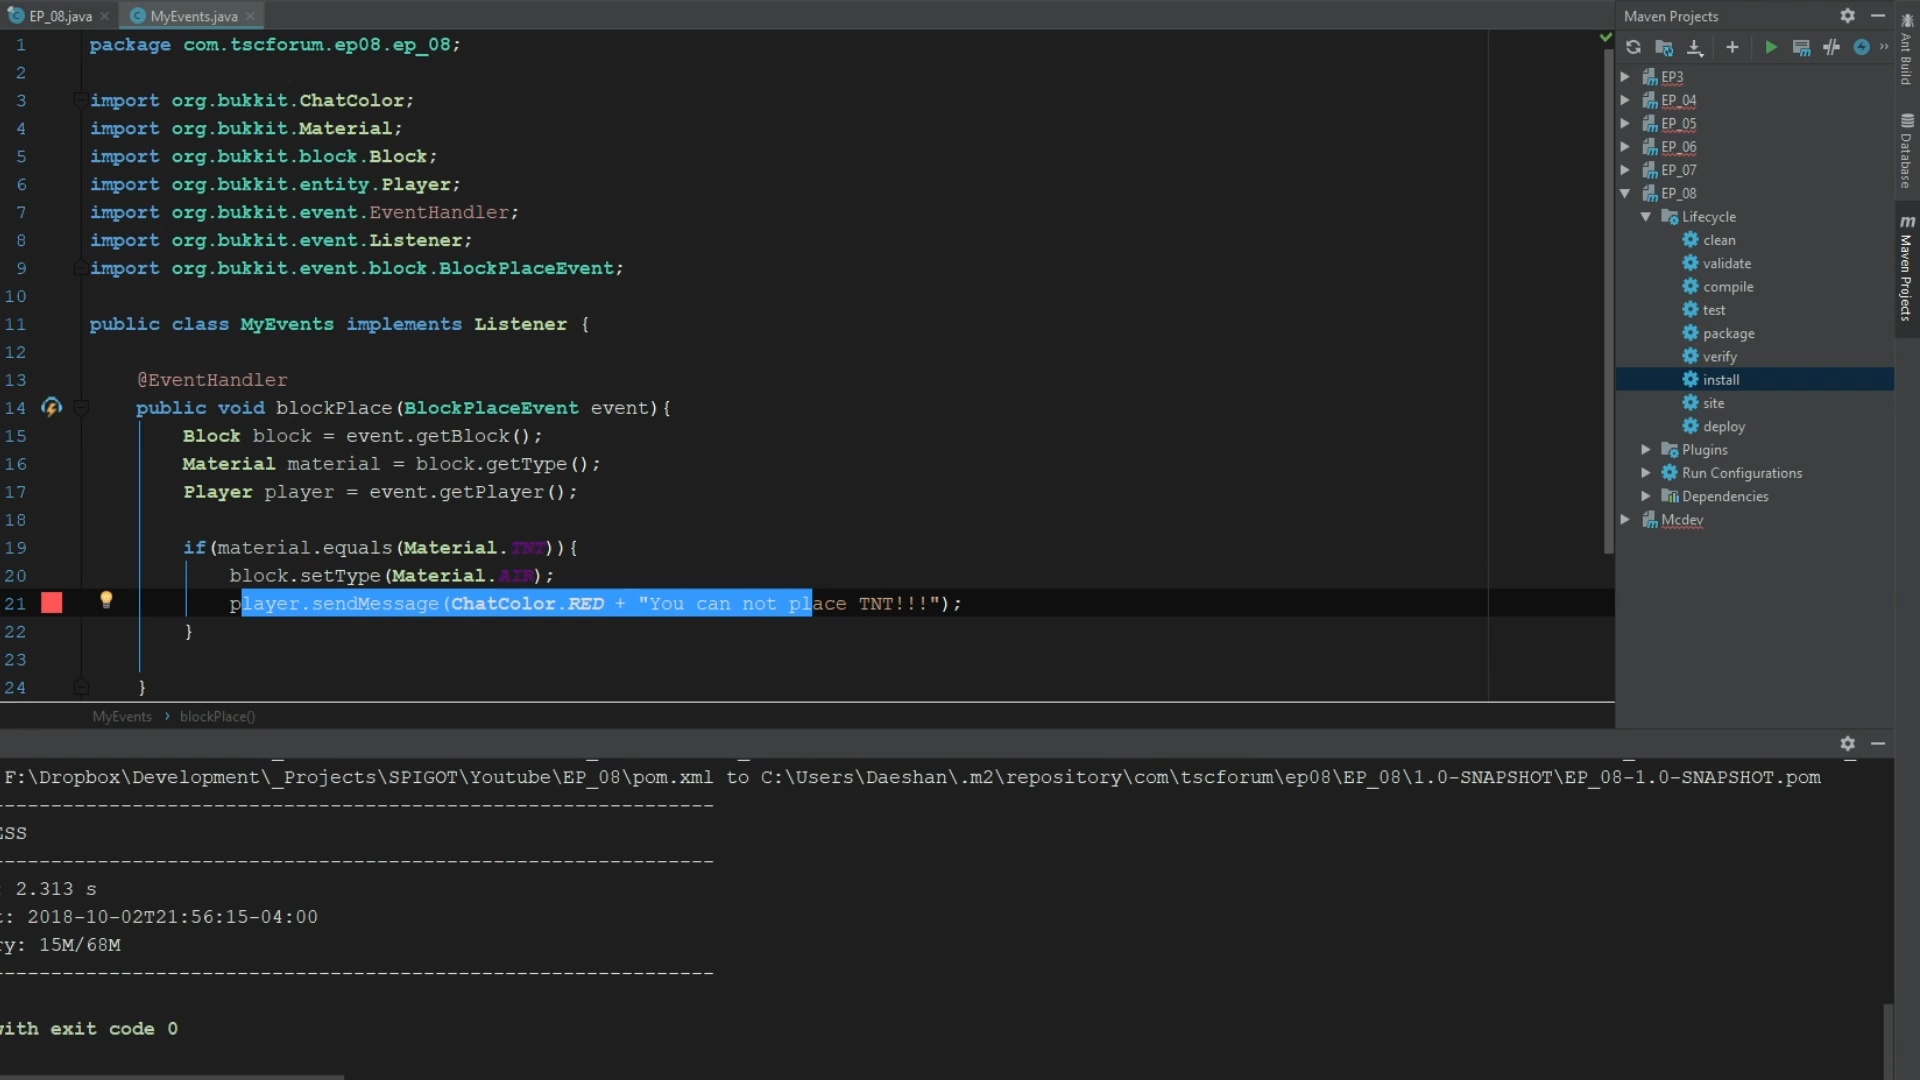 EP_08.java
MyEvents.java
1 package com.tscforum.ep08.ep_08;
2
3 import org.bukkit.ChatColor;
4 import org.bukkit.Material;
5 import org.bukkit.block.Block;
6 import org.bukkit.entity.Player;
7 import org.bukkit.event.EventHandler;
8 import org.bukkit.event.Listener;
9 import org.bukkit.event.block.BlockPlaceEvent;
10
11 public class MyEvents implements Listener {
12
13 @EventHandler
14 public void blockPlace(BlockPlaceEvent event){
15 Block block = event.getBlock();
16 Material material = block.getType();
17 Player player = event.getPlayer();
18
19 if(material.equals(Material.TNT)){
20 block.setType(Material.AIR);
21 player.sendMessage(ChatColor.RED + "You can not place TNT!!!");
22 }
23
24 }
MyEvents › blockPlace()
Maven Projects
EP3
EP_04
EP_05
EP_06
EP_07
EP_08
Lifecycle
clean
validate
compile
test
package
verify
install
site
deploy
Plugins
Run Configurations
Dependencies
Mcdev
Ant Build
Database
Maven Projects
F:\Dropbox\Development\_Projects\SPIGOT\Youtube\EP_08\pom.xml to C:\Users\Daeshan\.m2\repository\com\tscforum\ep08\EP_08\1.0-SNAPSHOT\EP_08-1.0-SNAPSHOT.pom
-------------------------------------------------------------
ESS
-------------------------------------------------------------
: 2.313 s
t: 2018-10-02T21:56:15-04:00
ry: 15M/68M
-------------------------------------------------------------
with exit code 0